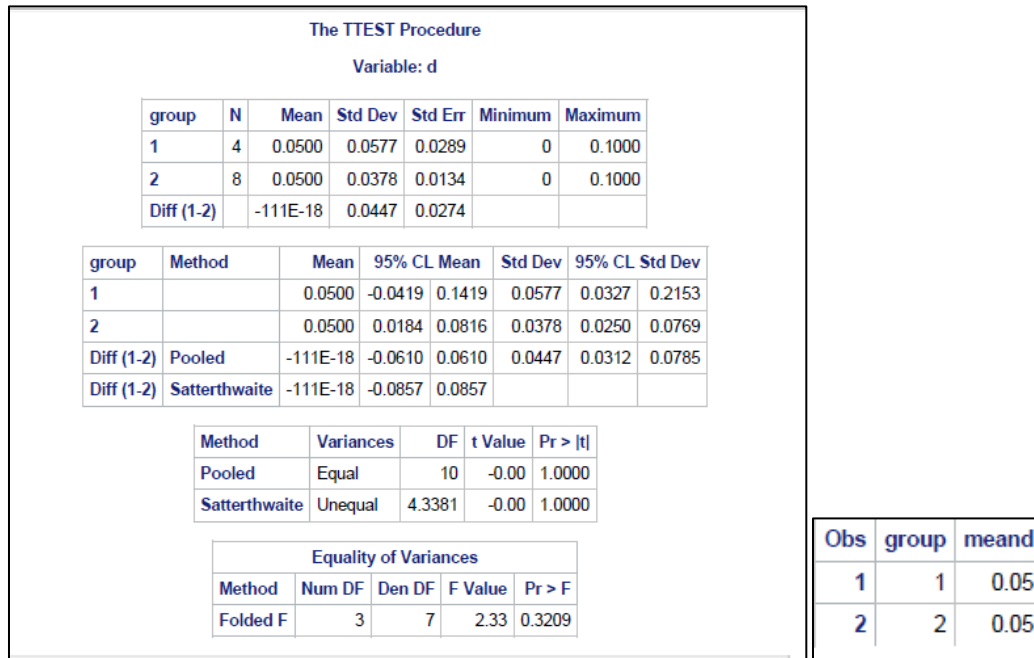 The TTEST Procedure
Variable: d
group N Mean Std Dev Std Err Minimum Maximum
1 4 0.0500 0.0577 0.0289 0 0.1000
2 8 0.0500 0.0378 0.0134 0 0.1000
Diff (1-2) -111E-18 0.0447 0.0274
group Method Mean 95% CL Mean Std Dev 95% CL Std Dev
1 0.0500 -0.0419 0.1419 0.0577 0.0327 0.2153
2 0.0500 0.0184 0.0816 0.0378 0.0250 0.0769
Diff (1-2) Pooled -111E-18 -0.0610 0.0610 0.0447 0.0312 0.0785
Diff (1-2) Satterthwaite -111E-18 -0.0857 0.0857
Method Variances DF t Value Pr > |t|
Pooled Equal 10 -0.00 1.0000
Satterthwaite Unequal 4.3381 -0.00 1.0000
Equality of Variances
Method Num DF Den DF F Value Pr > F
Folded F 3 7 2.33 0.3209
Obs group meand
1 1 0.05
2 2 0.05